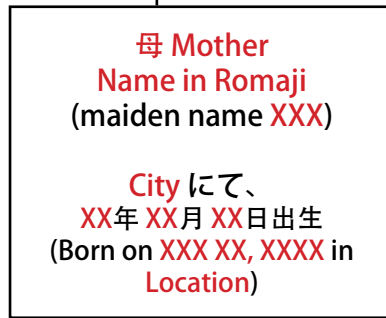 母 Mother
Name in Romaji
(maiden name XXX)
City にて、
XX年 XX月 XX日出生
(Born on XXX XX, XXXX in
Location)